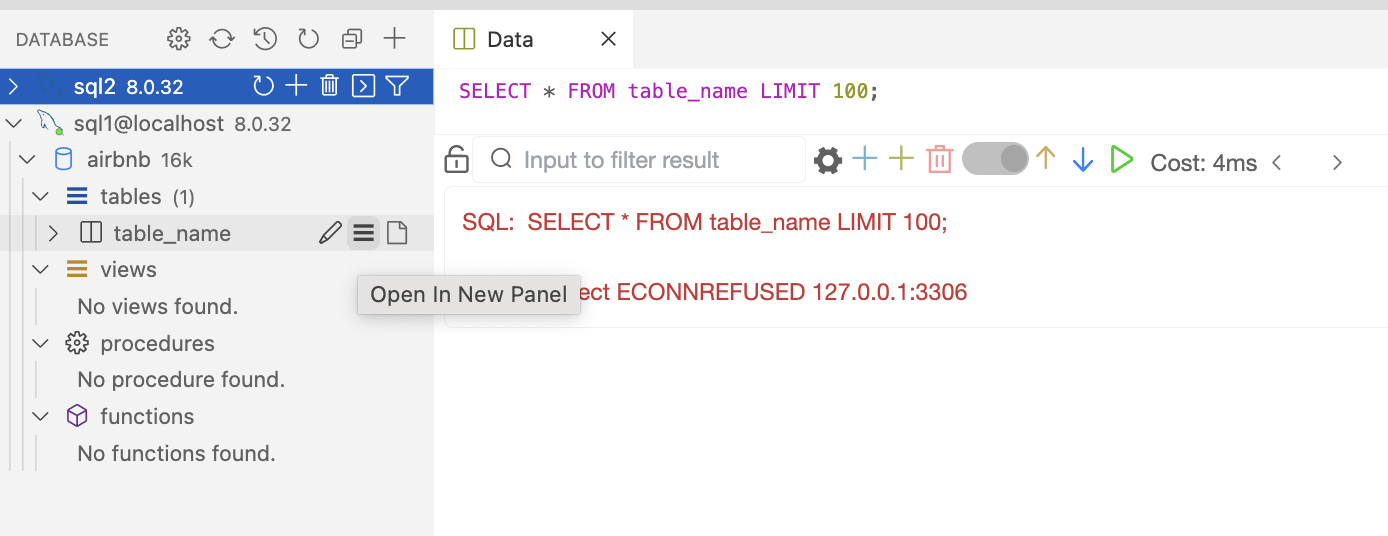 DATABASE
sql2 8.0.32
sql1@localhost 8.0.32
airbnb 16k
tables (1)
table_name
views
No views found.
procedures
No procedure found.
functions
No functions found.
Open In New Panel
Data
SELECT * FROM table_name LIMIT 100;
Input to filter result
Cost: 4ms
SQL: SELECT * FROM table_name LIMIT 100;
ECONNREFUSED 127.0.0.1:3306